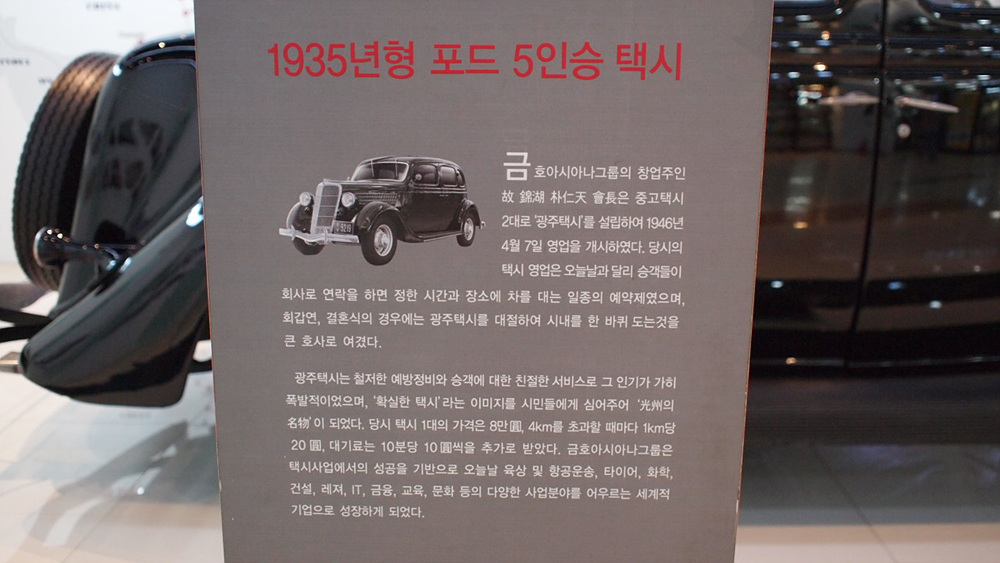 1935년형 포드 5인승 택시
금호아시아나그룹의 창업주인
故 錦湖 朴仁天 會長은 중고택시
2대로 '광주택시'를 설립하여 1946년
4월 7일 영업을 개시하였다. 당시의
택시 영업은 오늘날과 달리 승객들이
회사로 연락을 하면 정한 시간과 장소에 차를 대는 일종의 예약제였으며,
회갑연, 결혼식의 경우에는 광주택시를 대절하여 시내를 한 바퀴 도는것을
큰 호사로 여겼다.
광주택시는 철저한 예방정비와 승객에 대한 친절한 서비스로 그 인기가 가히
폭발적이었으며, '확실한 택시'라는 이미지를 시민들에게 심어주어 '光州의
名物'이 되었다. 당시 택시 1대의 가격은 8만圓, 4km를 초과할 때마다 1km당
20 圓, 대기료는 10분당 10圓씩을 추가로 받았다. 금호아시아나그룹은
택시사업에서의 성공을 기반으로 오늘날 육상 및 항공운송, 타이어, 화학,
건설, 레져, IT, 금융, 교육, 문화 등의 다양한 사업분야를 어우르는 세계적
기업으로 성장하게 되었다.